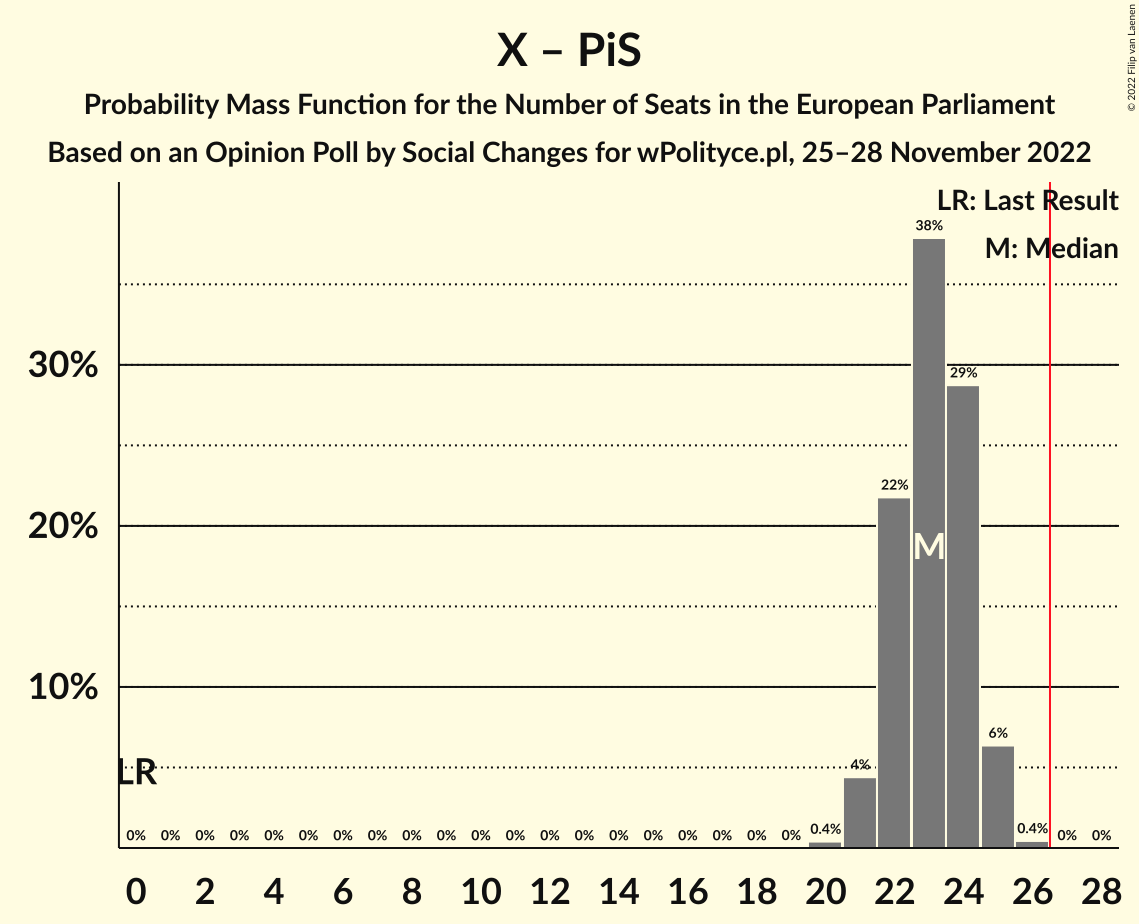 X – PiS
Probability Mass Function for the Number of Seats in the European Parliament
Based on an Opinion Poll by Social Changes for wPolityce.pl, 25–28 November 2022
© 2022 Filip van Laenen
LR: Last Result
M: Median
38%
30%
29%
22%
20%
M
10%
6%
4%
LR
0% 0% 0% 0% 0% 0% 0% 0% 0% 0% 0% 0% 0% 0% 0% 0% 0% 0% 0% 0% 0.4% 0.4% 0% 0%
0 2 4 6 8 10 12 14 16 18 20 22 24 26 28